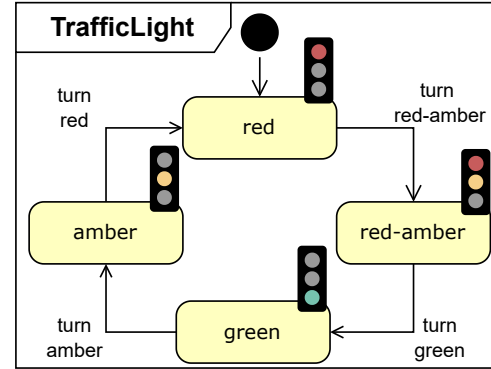 TrafficLight
turn
red
red
turn
red-amber
amber
red-amber
turn
amber
green
turn
green